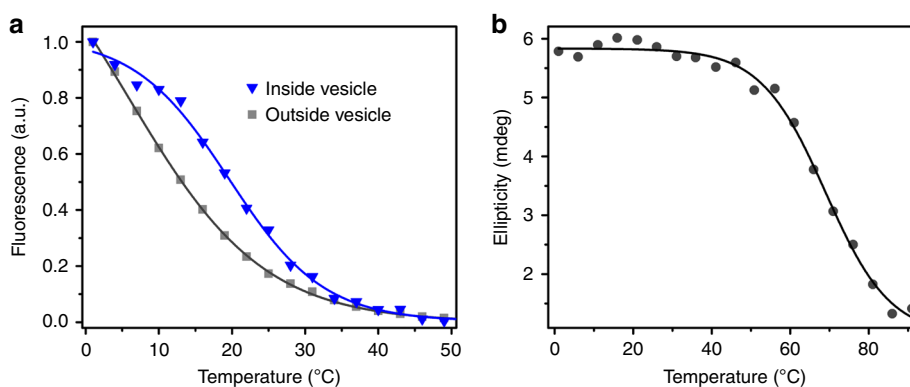 a
1.0
0.8
0.6
0.4
0.2
0.0
Fluorescence (a.u.)
Inside vesicle
Outside vesicle
0 10 20 30 40 50
Temperature (°C)
b
6
5
4
3
2
Ellipticity (mdeg)
0 20 40 60 80
Temperature (°C)